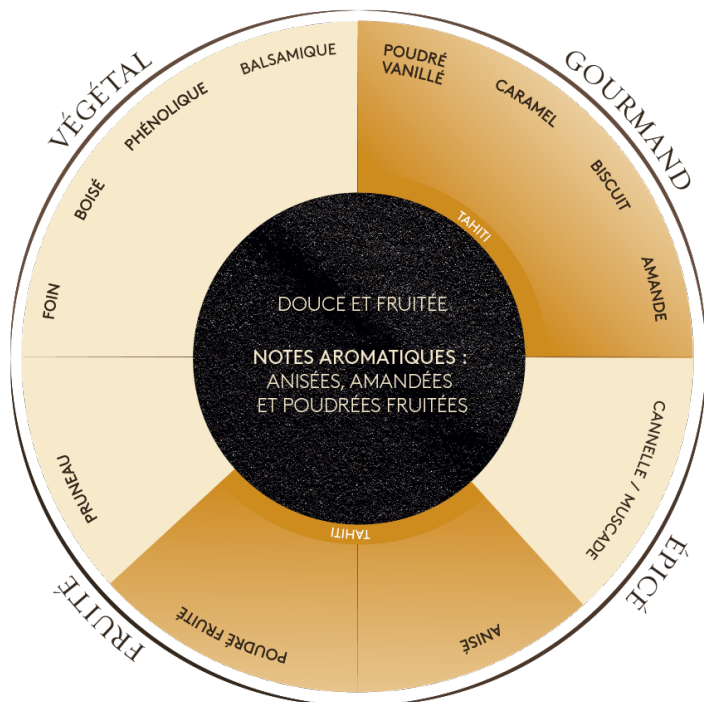 VÉGÉTAL
BALSAMIQUE
PHÉNOLIQUE
BOISÉ
FOIN
GOURMAND
POUDRÉ
VANILLÉ
CARAMEL
BISCUIT
AMANDE
TAHITI
DOUCE ET FRUITÉE
NOTES AROMATIQUES :
ANISÉES, AMANDÉES
ET POUDRÉES FRUITÉES
CANNELLE / MUSCADE
ÉPICÉ
ANISÉ
TAHITI
POUDRÉ FRUITÉ
PRUNEAU
FRUITTÉ